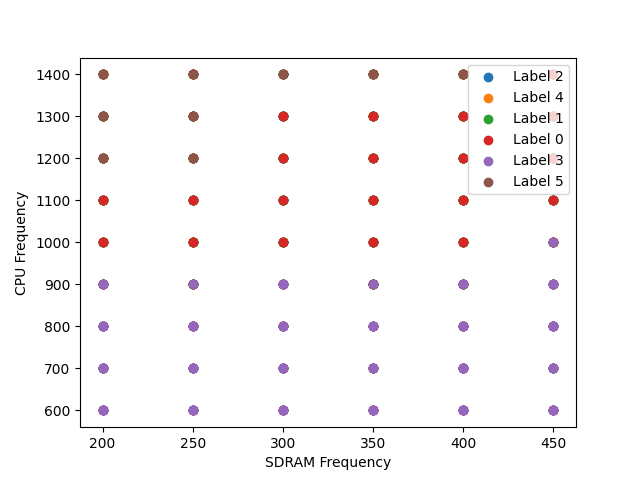 1400
1300
1200
1100
1000
900
800
700
600
CPU Frequency
200
250
300
350
400
450
SDRAM Frequency
Label 2
Label 4
Label 1
Label 0
Label 3
Label 5